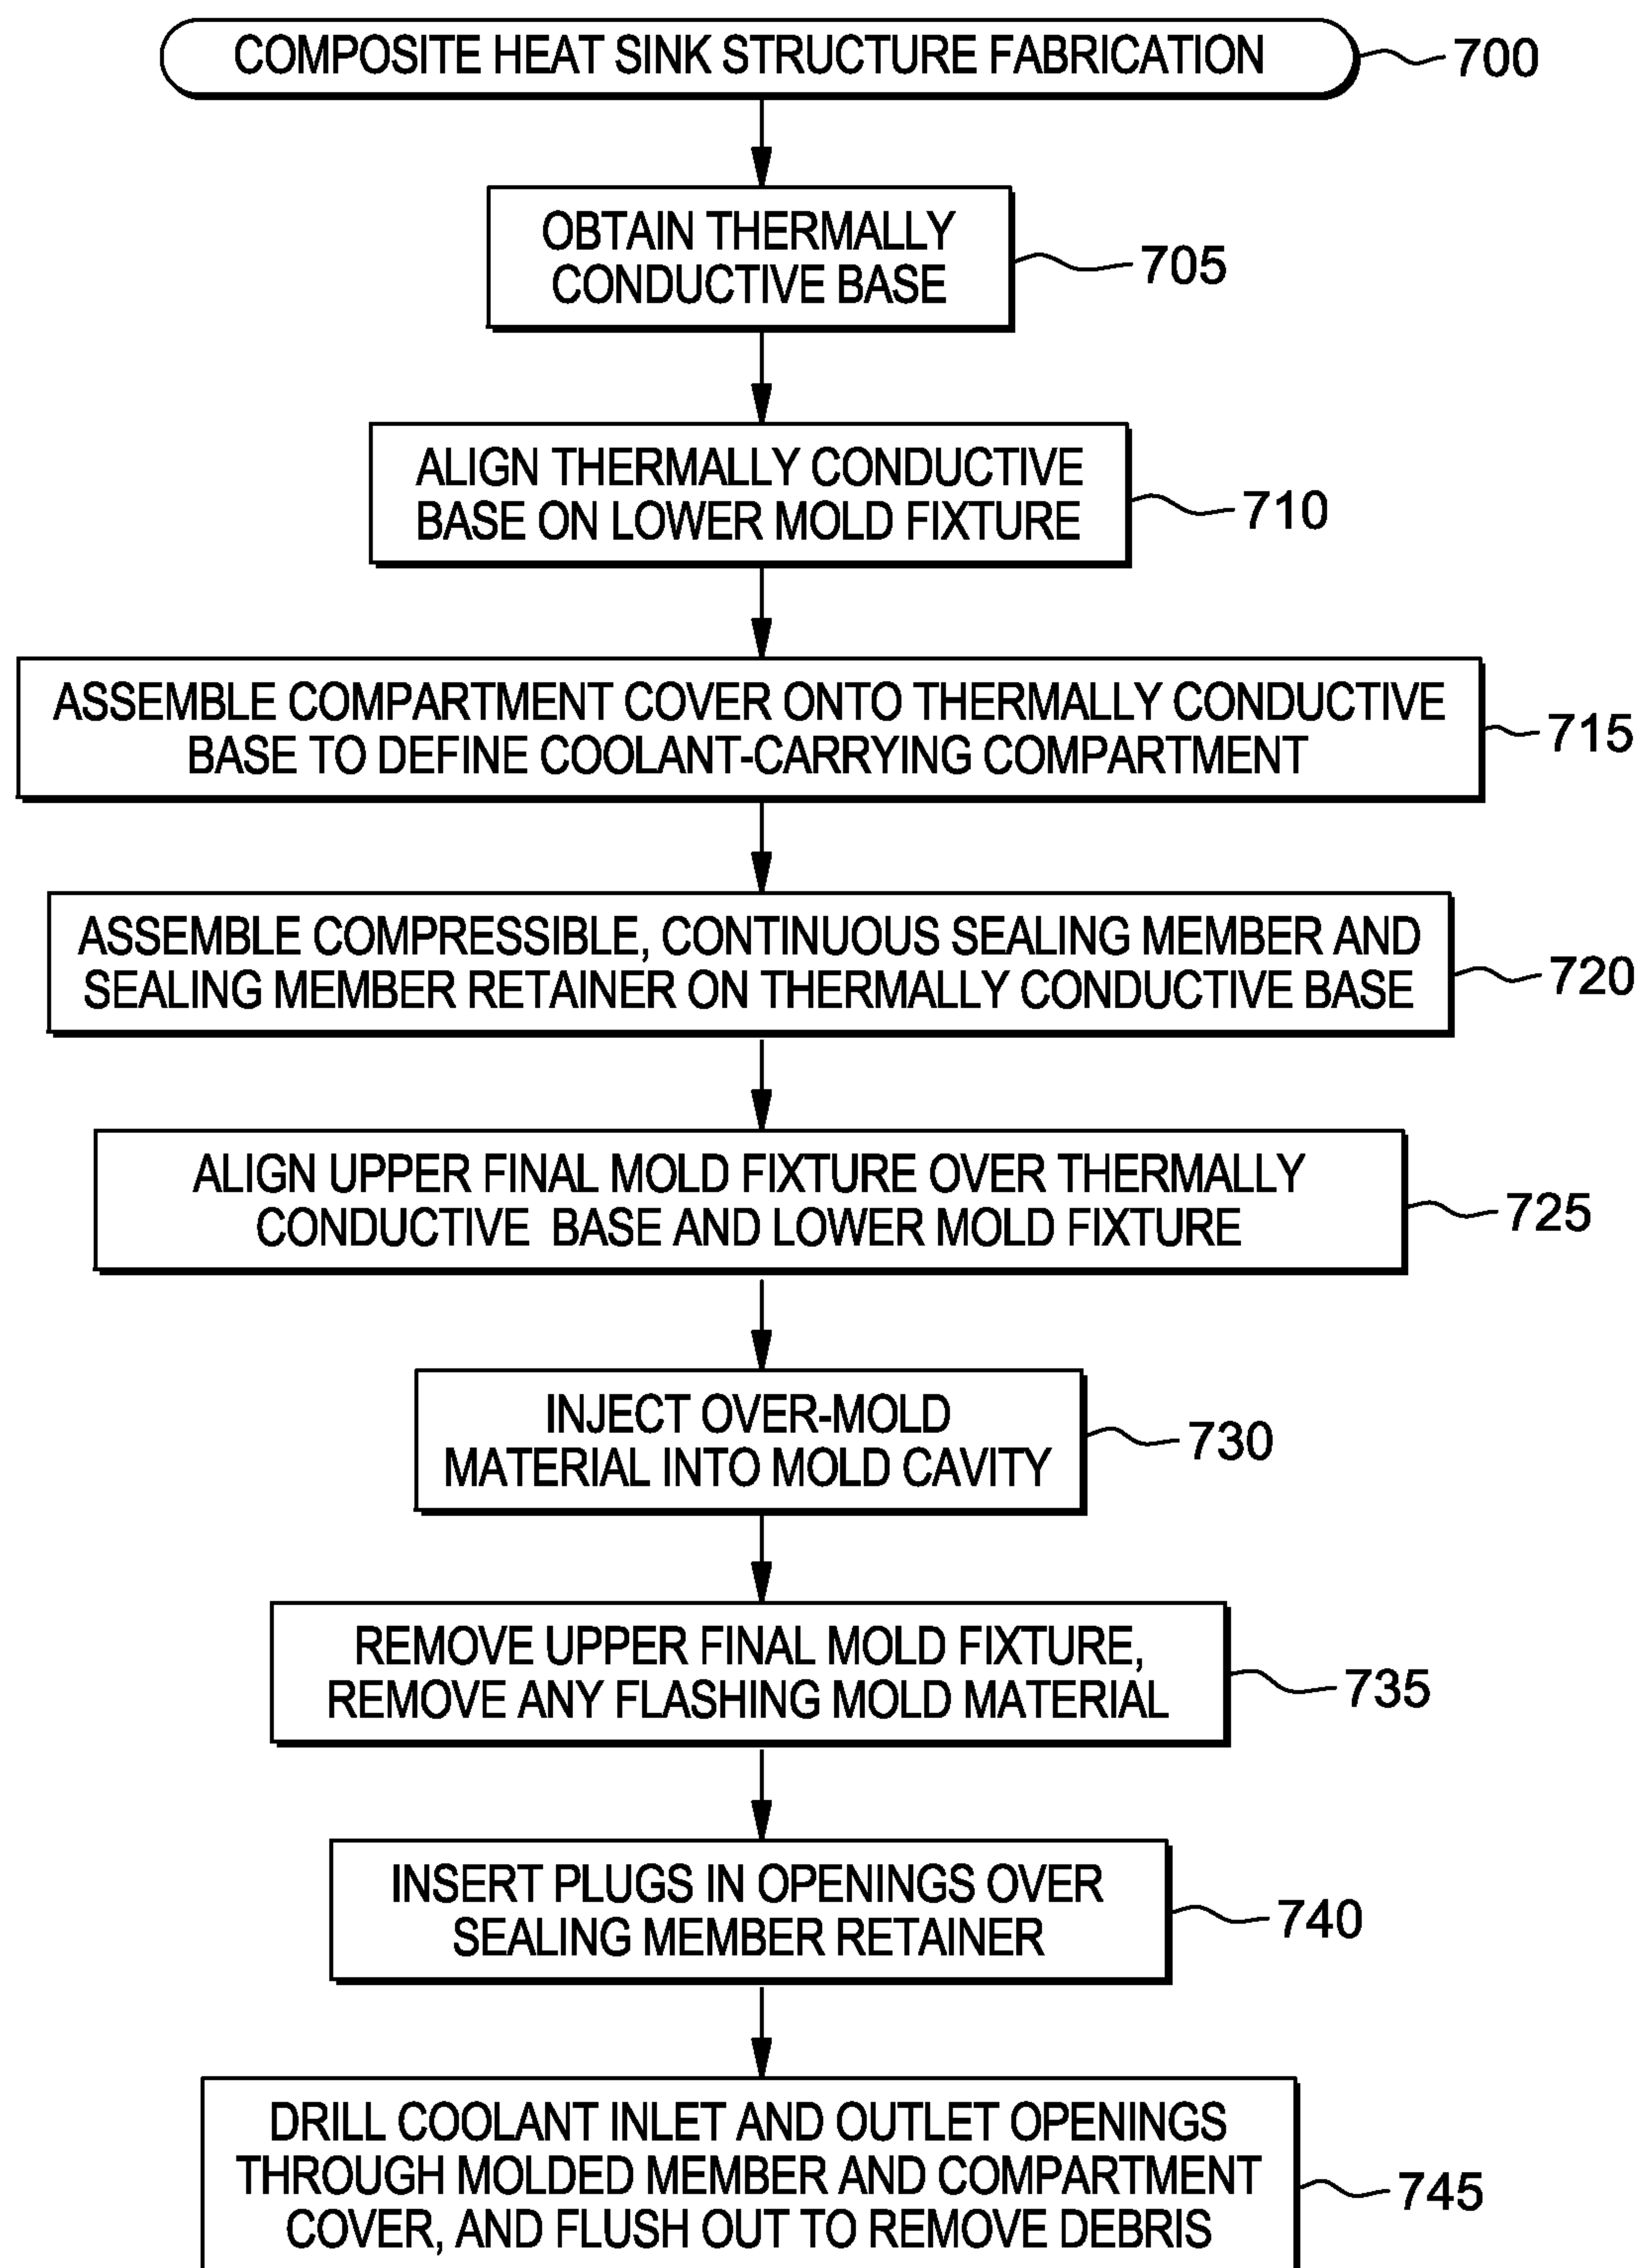 COMPOSITE HEAT SINK STRUCTURE FABRICATION
700
OBTAIN THERMALLY
CONDUCTIVE BASE
705
ALIGN THERMALLY CONDUCTIVE
BASE ON LOWER MOLD FIXTURE
710
ASSEMBLE COMPARTMENT COVER ONTO THERMALLY CONDUCTIVE
BASE TO DEFINE COOLANT-CARRYING COMPARTMENT
715
ASSEMBLE COMPRESSIBLE, CONTINUOUS SEALING MEMBER AND
SEALING MEMBER RETAINER ON THERMALLY CONDUCTIVE BASE
720
ALIGN UPPER FINAL MOLD FIXTURE OVER THERMALLY
CONDUCTIVE BASE AND LOWER MOLD FIXTURE
725
INJECT OVER-MOLD
MATERIAL INTO MOLD CAVITY
730
REMOVE UPPER FINAL MOLD FIXTURE,
REMOVE ANY FLASHING MOLD MATERIAL
735
INSERT PLUGS IN OPENINGS OVER
SEALING MEMBER RETAINER
740
DRILL COOLANT INLET AND OUTLET OPENINGS
THROUGH MOLDED MEMBER AND COMPARTMENT
COVER, AND FLUSH OUT TO REMOVE DEBRIS
745